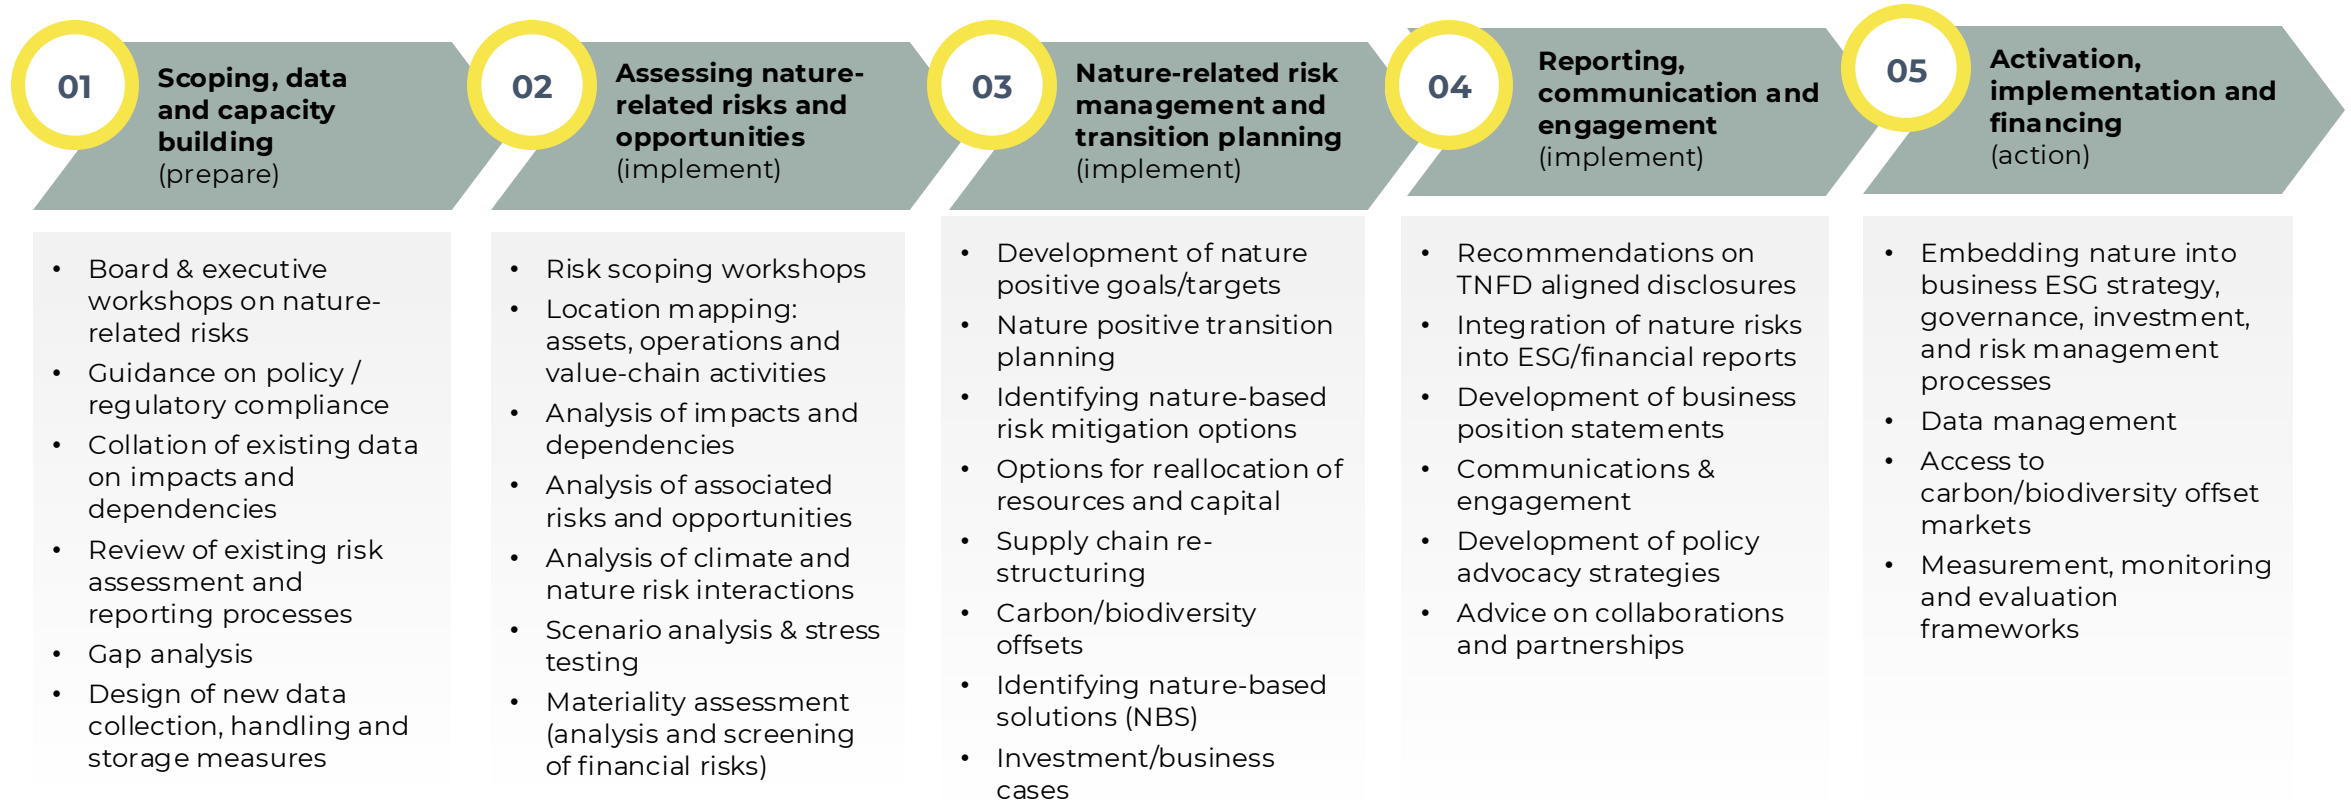 01
Scoping, data
and capacity
building
(prepare)
• Board & executive
workshops on nature-
related risks
• Guidance on policy /
regulatory compliance
• Collation of existing data
on impacts and
dependencies
• Review of existing risk
assessment and
reporting processes
• Gap analysis
• Design of new data
collection, handling and
storage measures
02
Assessing nature-
related risks and
opportunities
(implement)
• Risk scoping workshops
• Location mapping:
assets, operations and
value-chain activities
• Analysis of impacts and
dependencies
• Analysis of associated
risks and opportunities
• Analysis of climate and
nature risk interactions
• Scenario analysis & stress
testing
• Materiality assessment
(analysis and screening
of financial risks)
03
Nature-related risk
management and
transition planning
(implement)
• Development of nature
positive goals/targets
• Nature positive transition
planning
• Identifying nature-based
risk mitigation options
• Options for reallocation of
resources and capital
• Supply chain re-
structuring
• Carbon/biodiversity
offsets
• Identifying nature-based
solutions (NBS)
• Investment/business
cases
04
Reporting,
communication and
engagement
(implement)
• Recommendations on
TNFD aligned disclosures
• Integration of nature risks
into ESG/financial reports
• Development of business
position statements
• Communications &
engagement
• Development of policy
advocacy strategies
• Advice on collaborations
and partnerships
05
Activation,
implementation and
financing
(action)
• Embedding nature into
business ESG strategy,
governance, investment,
and risk management
processes
• Data management
• Access to
carbon/biodiversity offset
markets
• Measurement, monitoring
and evaluation
frameworks